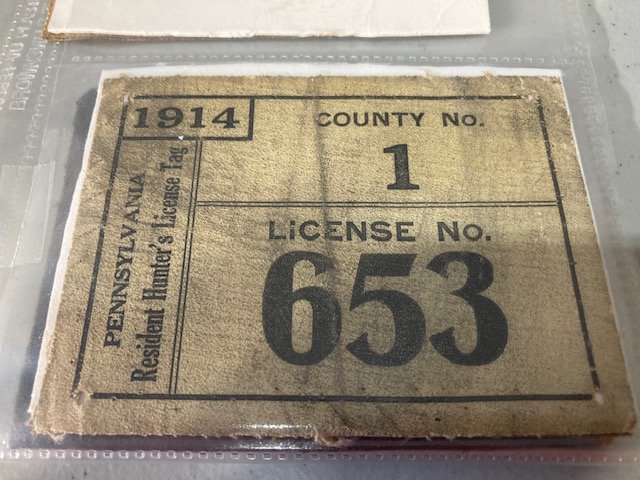 1914
COUNTY No.
1
PENNSYLVANIA
Resident Hunter's License Tag
LiCENSE No.
653